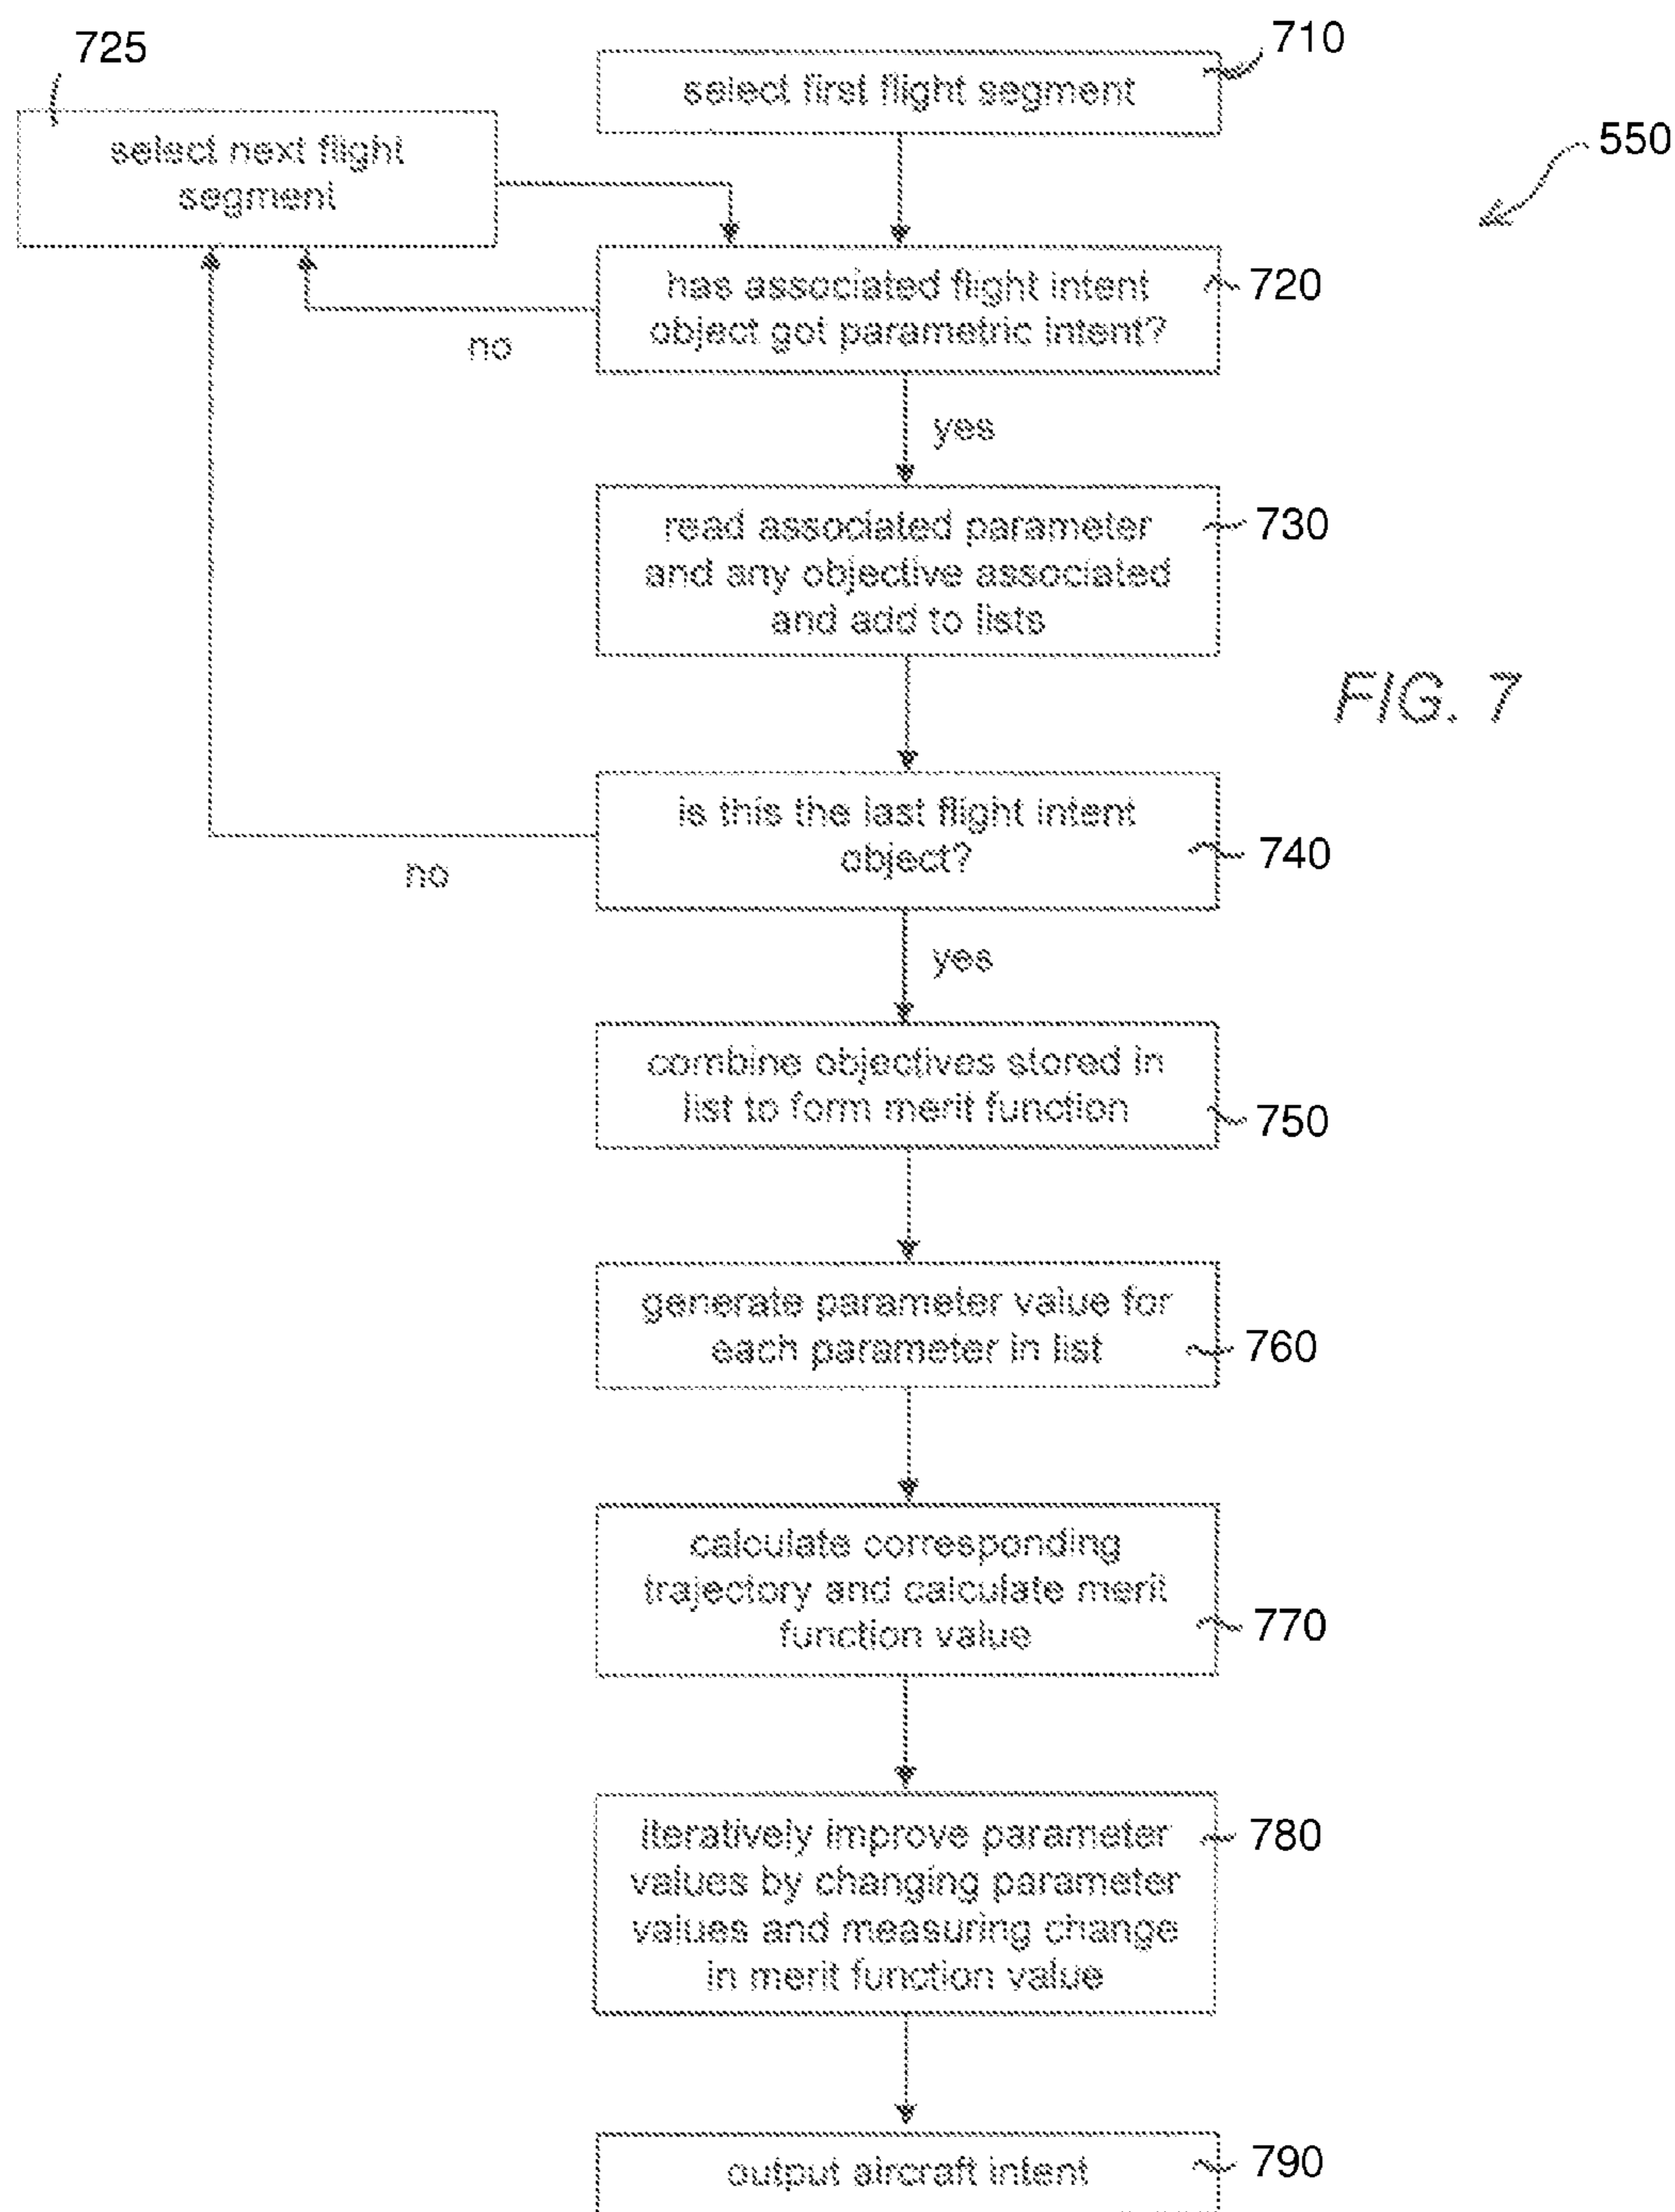 725
710
select first flight segment
550
select next flight
segment
has associated flight intent
object got parametric intent?
720
no
yes
read associated parameter
and any objective associated
and add to lists
730
FIG. 7
is this the last flight intent
object?
740
no
yes
combine objectives stored in
list to form merit function
750
generate parameter value for
each parameter in list
760
calculate corresponding
trajectory and calculate merit
function value
770
iteratively improve parameter
values by changing parameter
values and measuring change
in merit function value
780
output aircraft intent
790